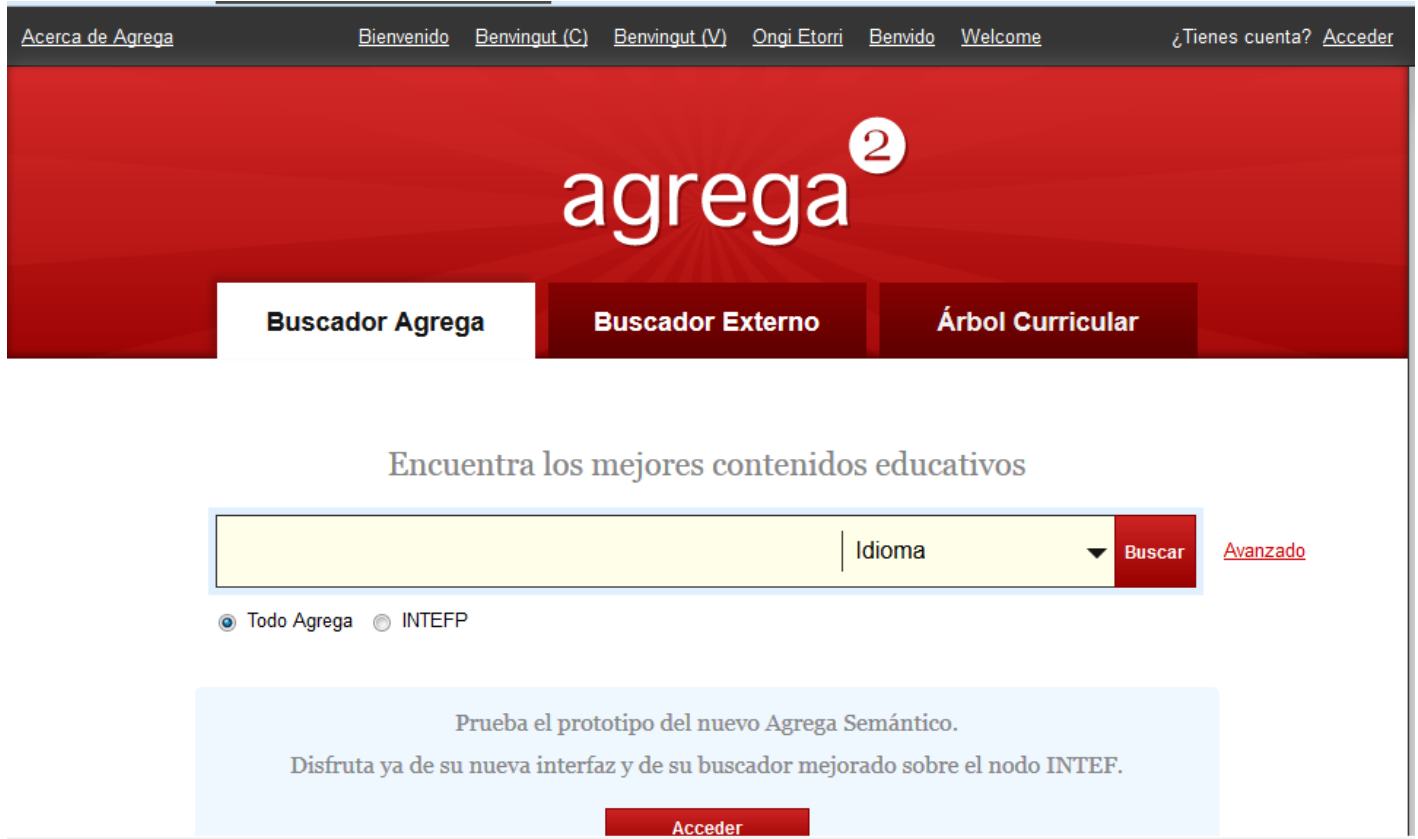 Acerca de Agrega Bienvenido Benvingut (C) Benvingut (V) Ongi Etorri Benvido Welcome ¿Tienes cuenta? Acceder
agrega 2
Buscador Agrega Buscador Externo Árbol Curricular
Encuentra los mejores contenidos educativos
Idioma Buscar Avanzado
Todo Agrega INTEFP
Prueba el prototipo del nuevo Agrega Semántico.
Disfruta ya de su nueva interfaz y de su buscador mejorado sobre el nodo INTEF.
Acceder